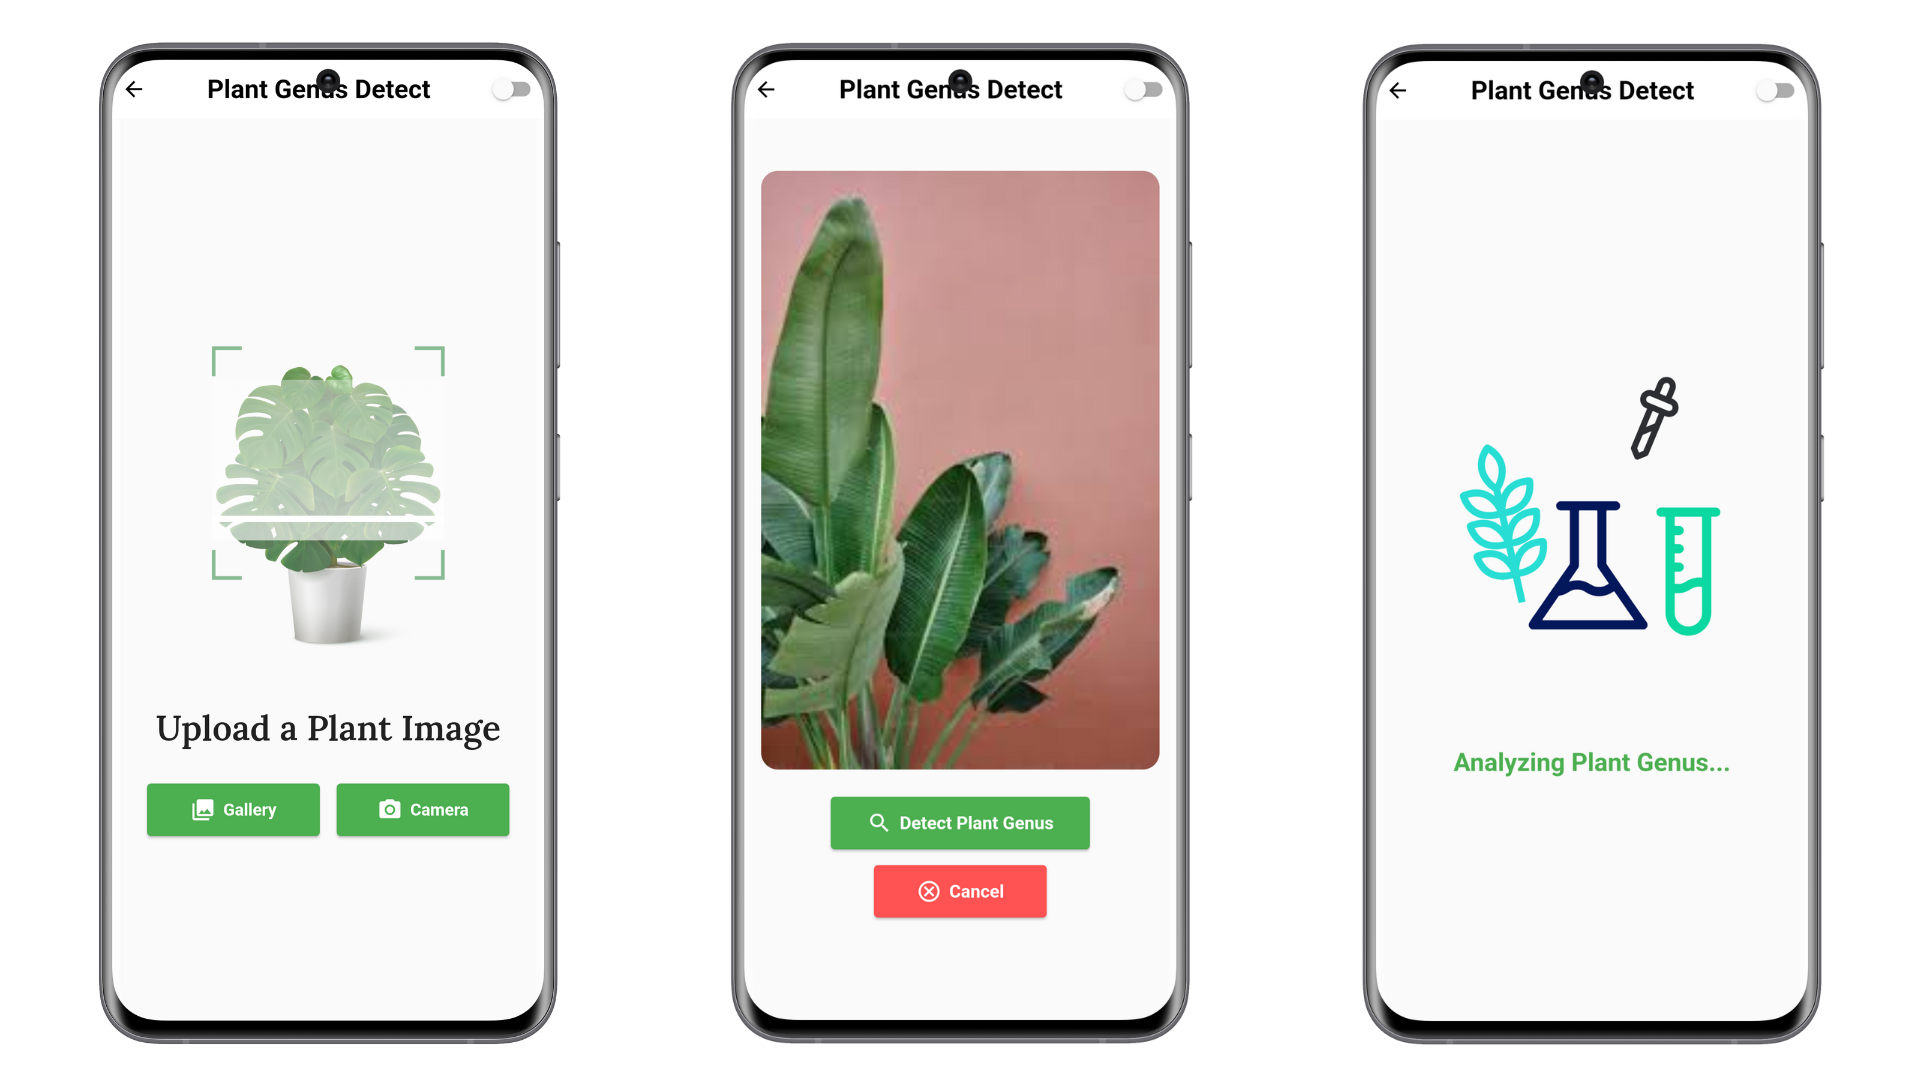 Plant Genus Detect
Upload a Plant Image
Gallery
Camera
Plant Genus Detect
Detect Plant Genus
Cancel
Plant Genus Detect
Analyzing Plant Genus...